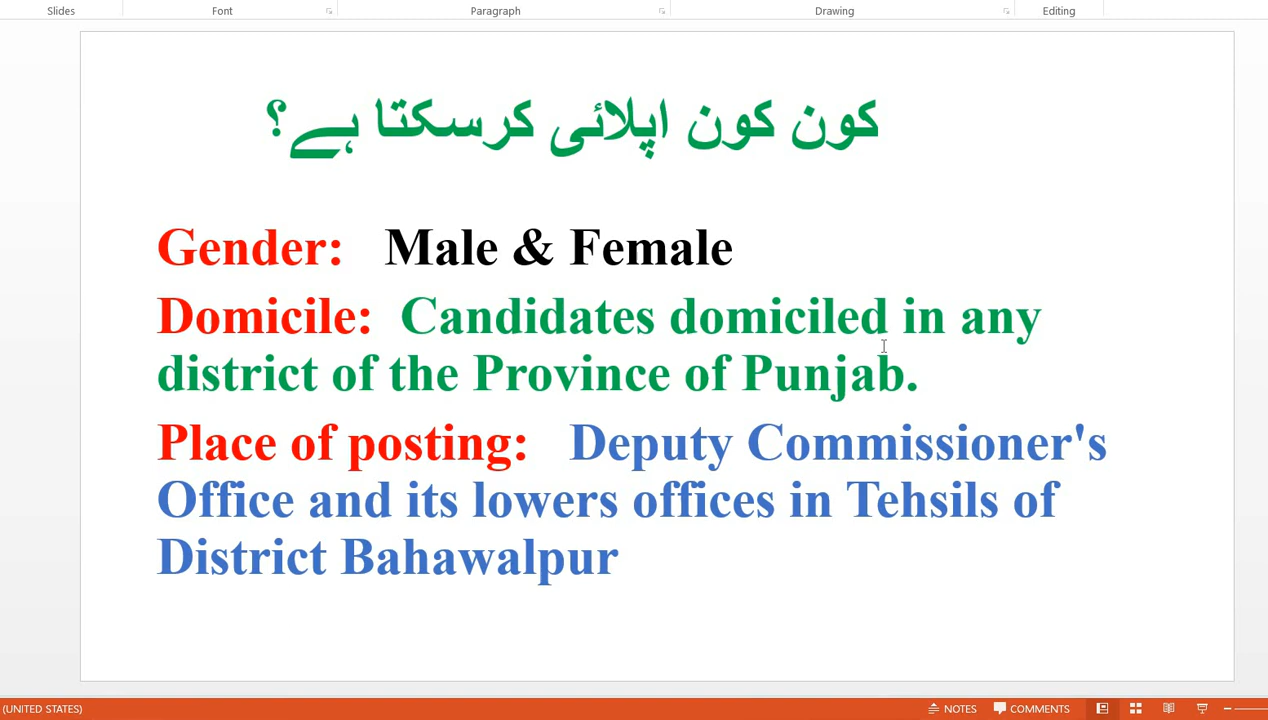 Slides Font Paragraph Drawing Editing
کون کون اپلائی کرسکتا ہے؟
Gender: Male & Female
Domicile: Candidates domiciled in any
district of the Province of Punjab.
Place of posting: Deputy Commissioner's
Office and its lowers offices in Tehsils of
District Bahawalpur
(UNITED STATES) NOTES COMMENTS